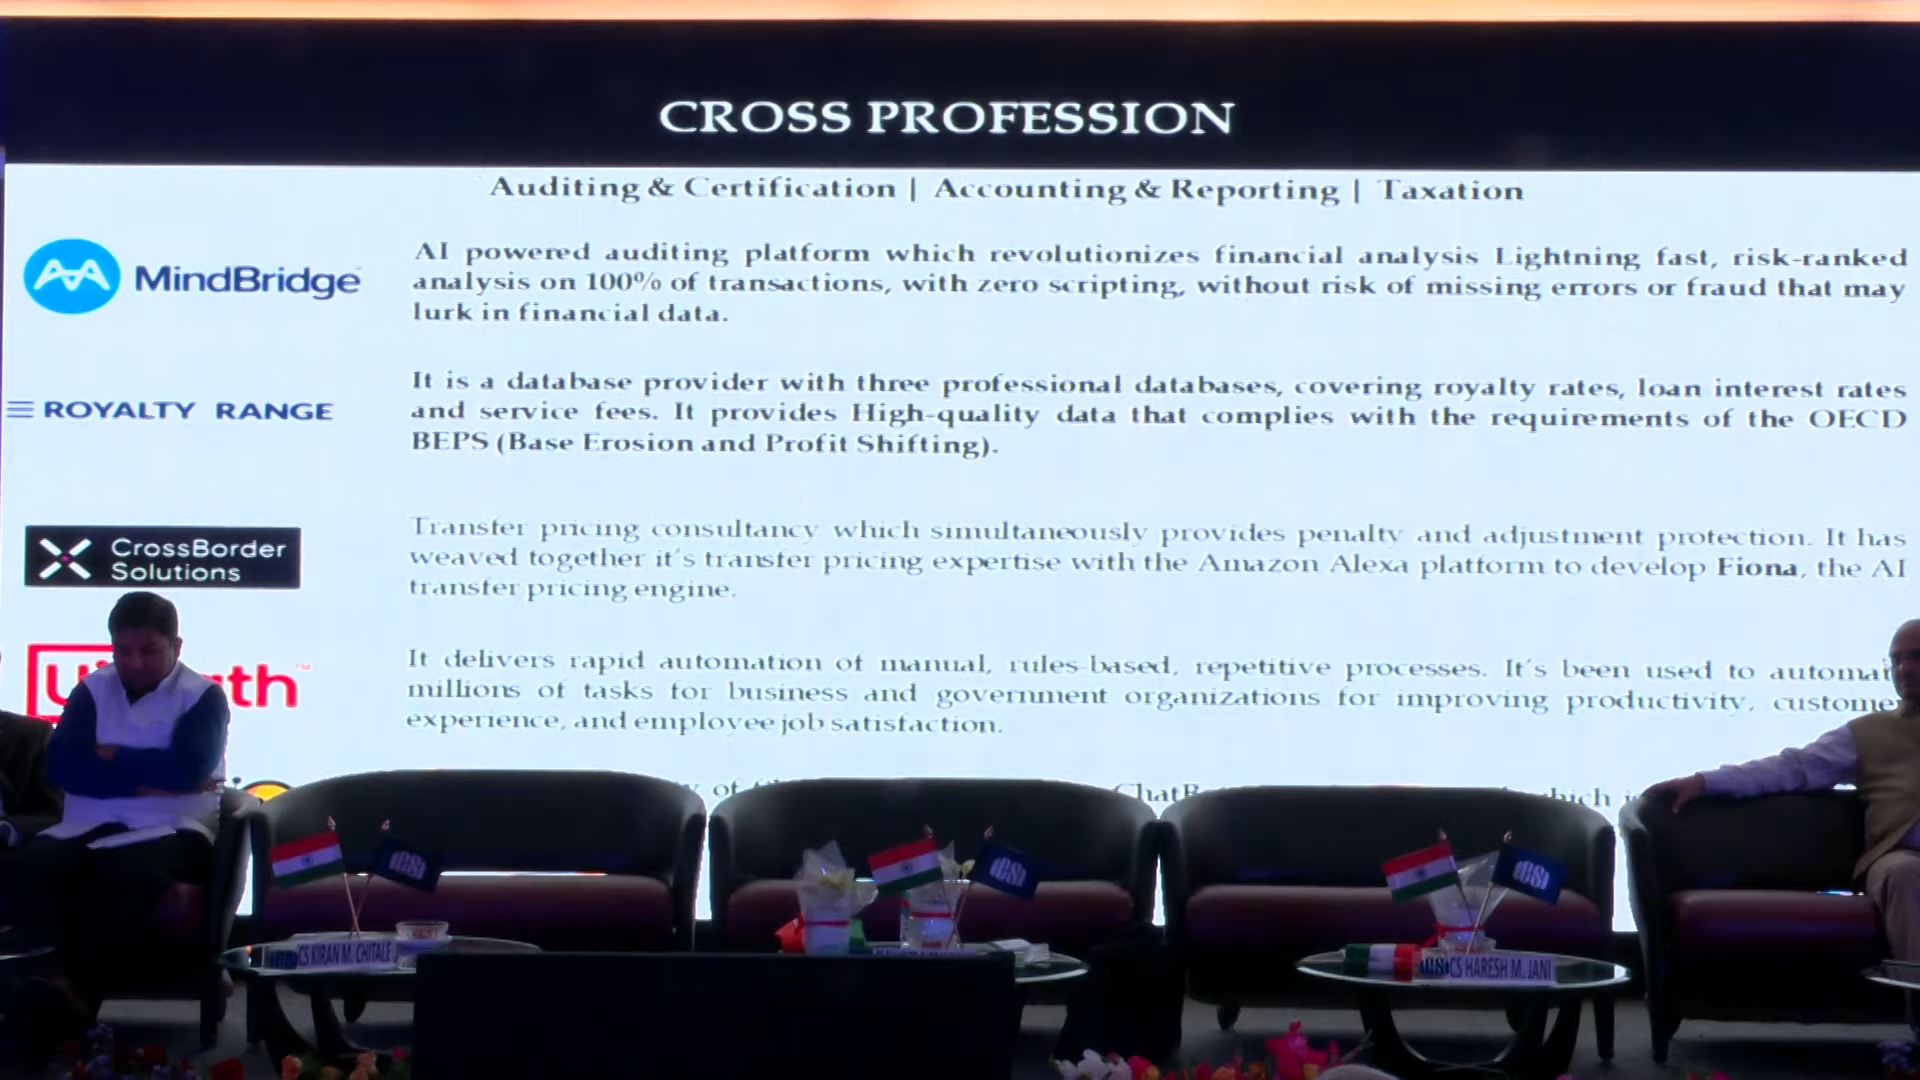 CROSS PROFESSION
Auditing & Certification | Accounting & Reporting | Taxation
MindBridge
AI powered auditing platform which revolutionizes financial analysis Lightning fast, risk-ranked
analysis on 100% of transactions, with zero scripting, without risk of missing errors or fraud that may
lurk in financial data.
ROYALTY RANGE
It is a database provider with three professional databases, covering royalty rates, loan interest rates
and service fees. It provides High-quality data that complies with the requirements of the OECD
BEPS (Base Erosion and Profit Shifting).
CrossBorder
Solutions
Transfer pricing consultancy which simultaneously provides penalty and adjustment protection. It has
weaved together it's transfer pricing expertise with the Amazon Alexa platform to develop Fiona, the AI
transfer pricing engine.
It delivers rapid automation of manual, rules-based, repetitive processes. It's been used to
millions of tasks for business and government organizations for improving productivity,
experience, and employee job satisfaction.
of
ICSI
ICSI
ICSI
CS KIRAN M. CHITALE
CS HARESH M. JANI